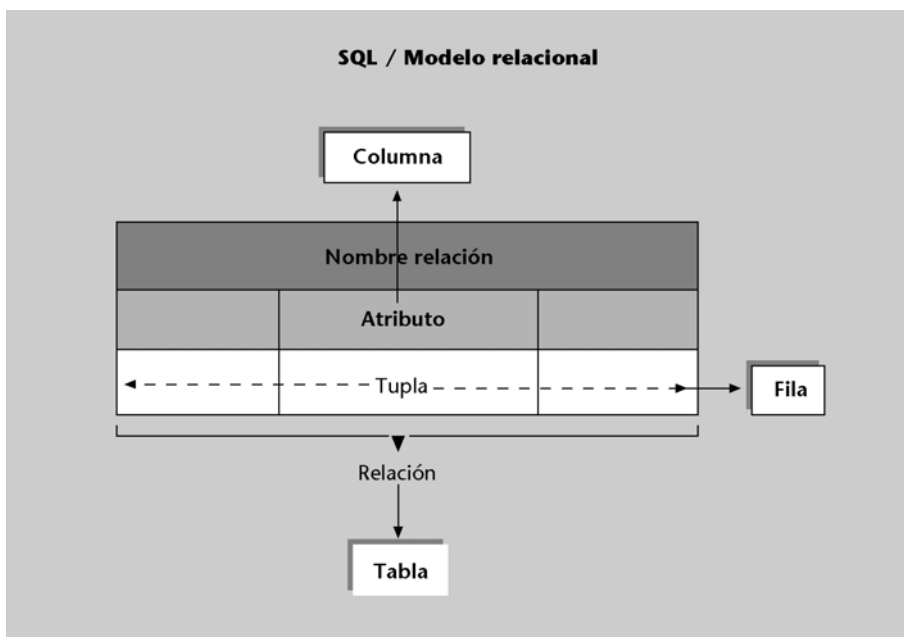 SQL / Modelo relacional
Columna
Nombre relación
Atributo
Tupla
Fila
Relación
Tabla